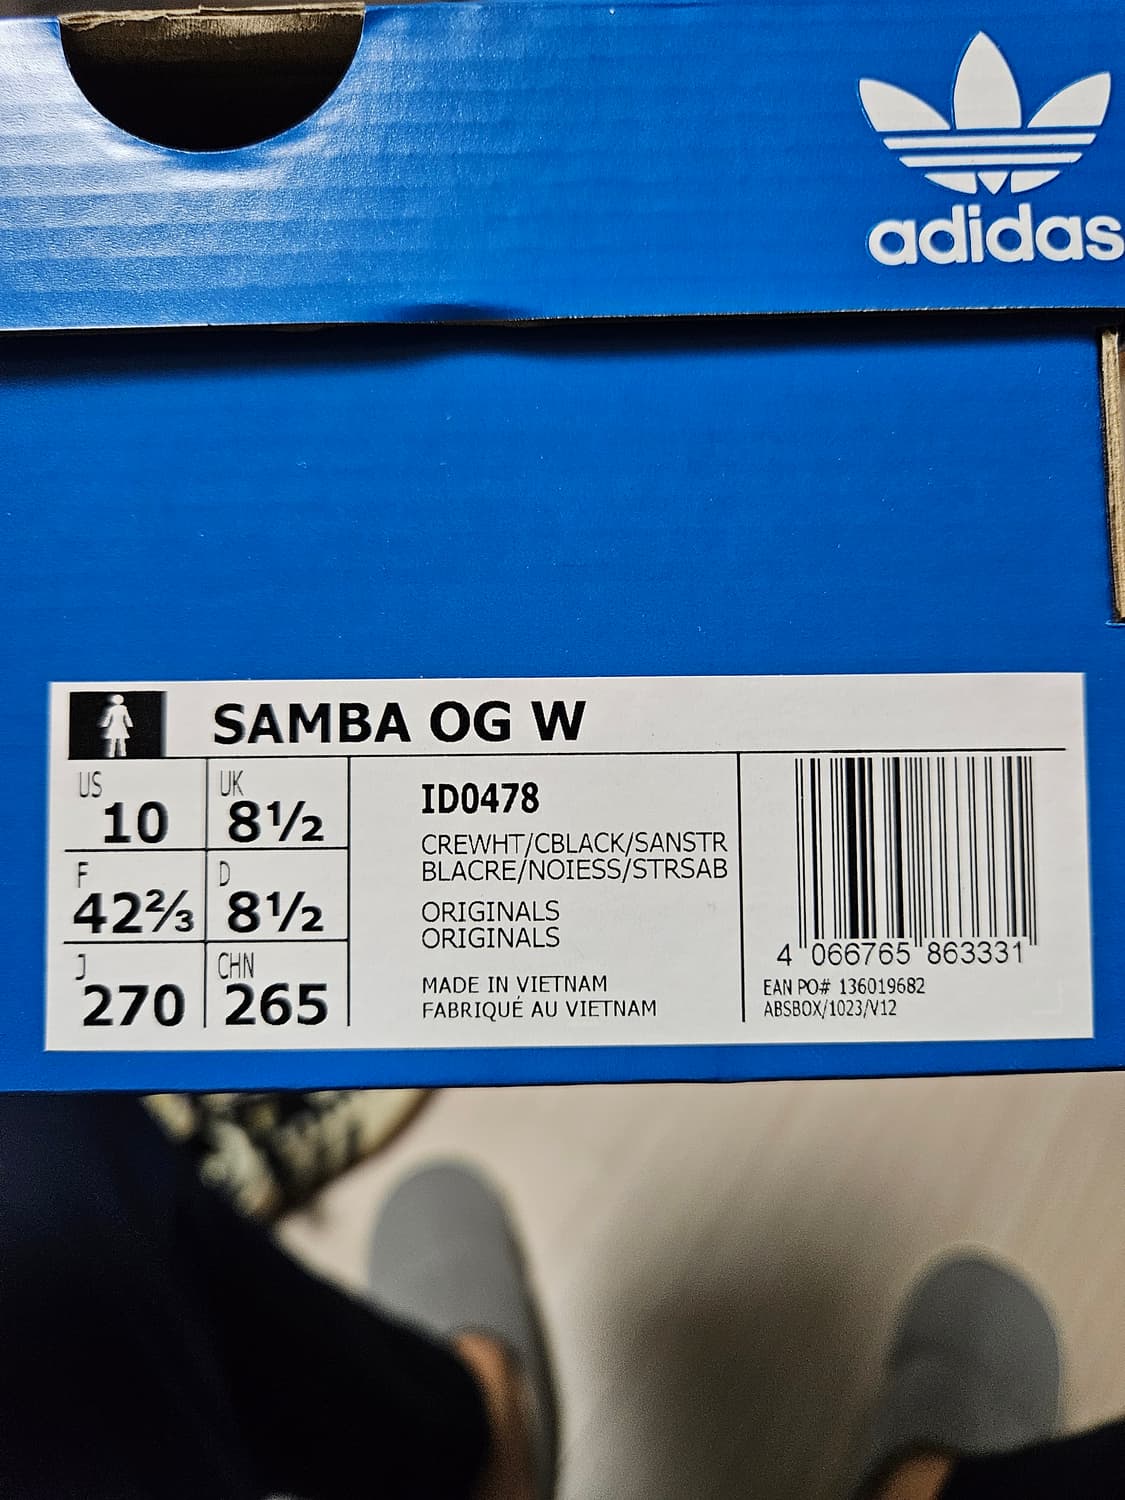 adidas
SAMBA OG W
US
10
UK
8½
F
42⅔
D
8½
J
270
CHN
265
ID0478
CREWHT/CBLACK/SANSTR
BLACRE/NOIESS/STRSAB
ORIGINALS
ORIGINALS
MADE IN VIETNAM
FABRIQUÉ AU VIETNAM
4 066765 863331
EAN PO# 136019682
ABSBOX/1023/V12